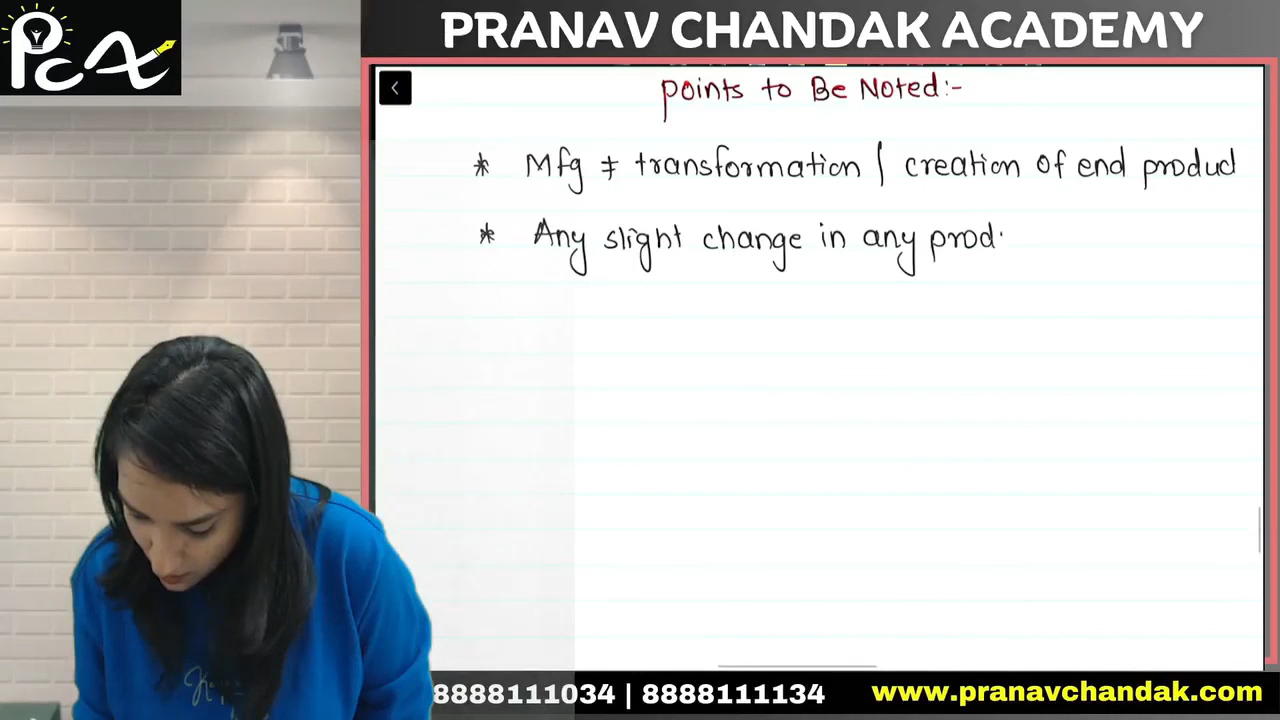 PCA
PRANAV CHANDAK ACADEMY
points to Be Noted:-
* Mfg ≠ transformation / creation of end product
* Any slight change in any prod.
8888111034 | 8888111134
www.pranavchandak.com